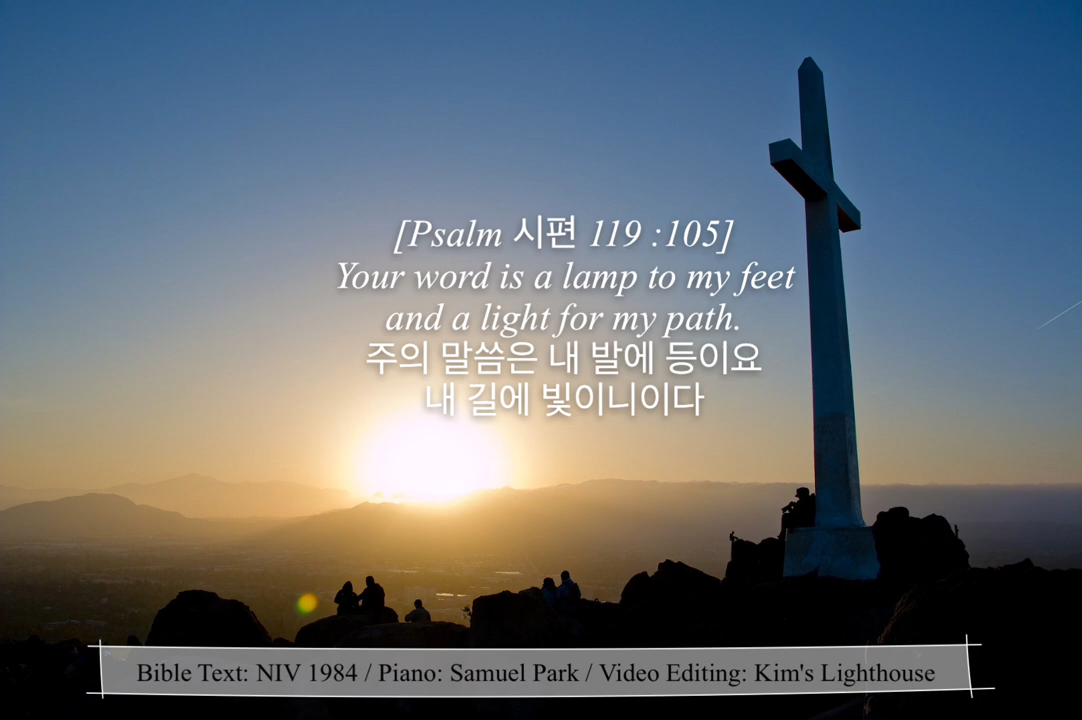 [Psalm 시편 119 :105]
Your word is a lamp to my feet
and a light for my path.
주의 말씀은 내 발에 등이요
내 길에 빛이니이다
Bible Text: NIV 1984 / Piano: Samuel Park / Video Editing: Kim's Lighthouse